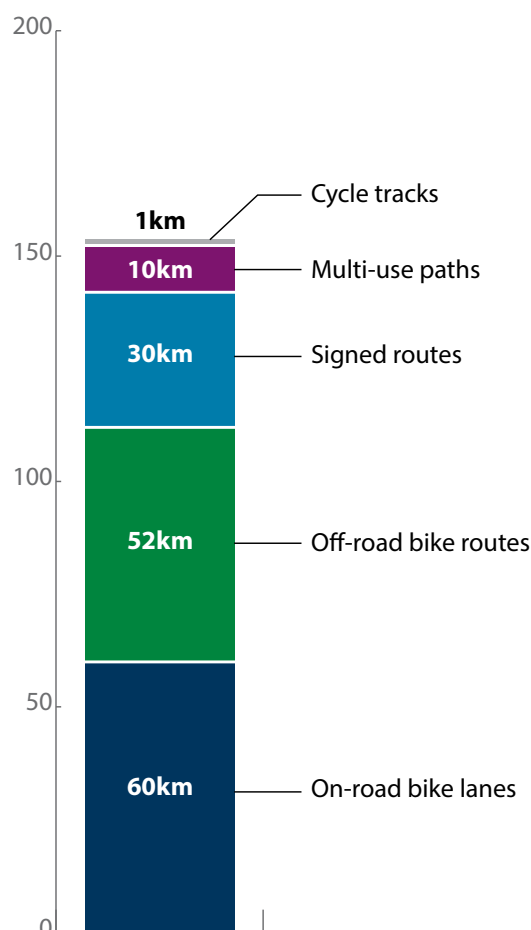 200
Cycle tracks
1km
150
10km
Multi-use paths
30km
Signed routes
100
52km
Off-road bike routes
50
60km
On-road bike lanes
0